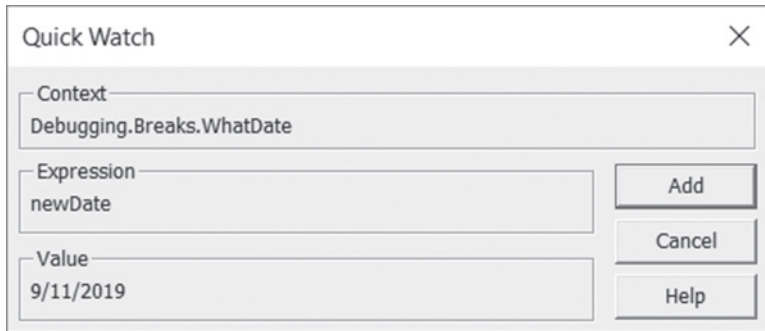 Quick Watch
Context
Debugging.Breaks.WhatDate
Expression
newDate
Add
Cancel
Value
9/11/2019
Help